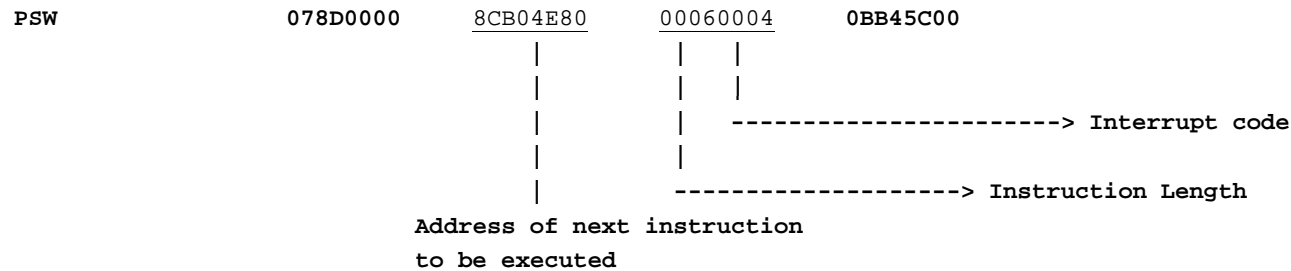 PSW 078D0000 8CB04E80 00060004 0BB45C00
| | |
| | |
| | -----------------------> Interrupt code
| |
| --------------------> Instruction Length
Address of next instruction
to be executed